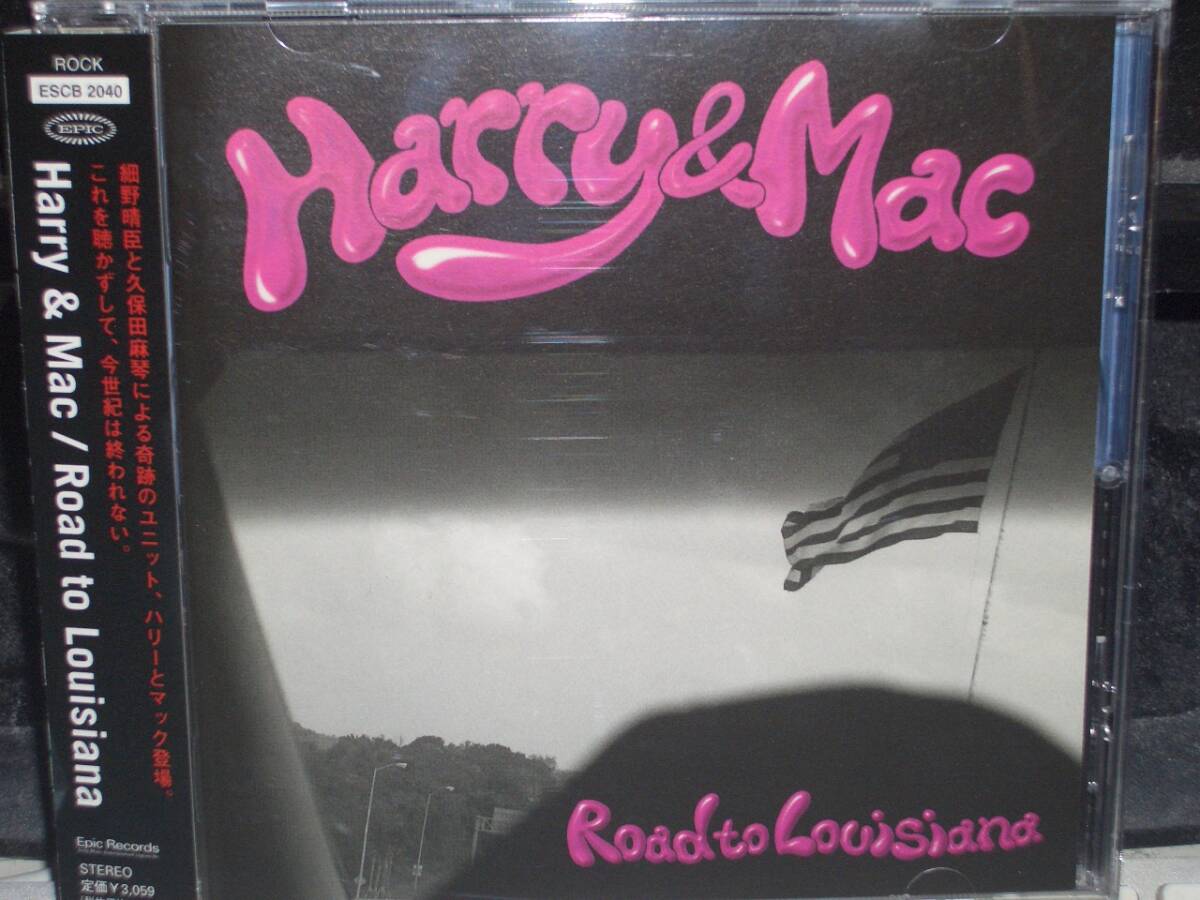 ROCK
ESCB 2040
EPIC
細野晴臣と久保田麻琴による奇跡のユニット、ハリーとマック登場。
これを聴かずして、今世紀は終われない。
Harry & Mac / Road to Louisiana
Epic Records
STEREO
定価￥3,059
Harry & Mac
Road to Louisiana